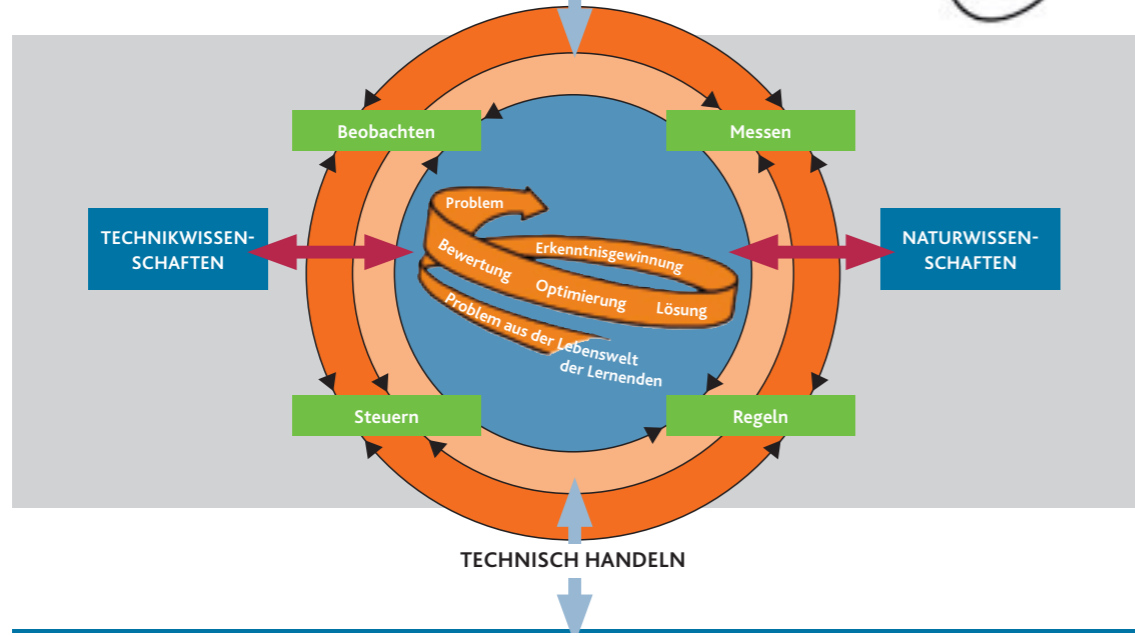 Beobachten
Messen
TECHNIKWISSEN-
SCHAFTEN
NATURWISSEN-
SCHAFTEN
Problem
Erkenntnisgewinnung
Bewertung
Optimierung
Lösung
Problem aus der Lebenswelt
der Lernenden
Steuern
Regeln
TECHNISCH HANDELN